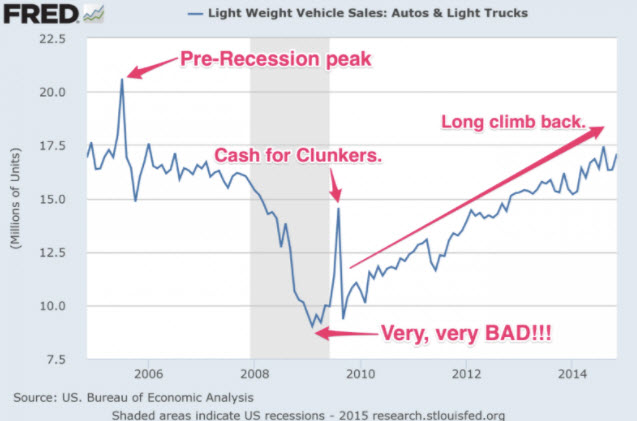 FRED
Light Weight Vehicle Sales: Autos & Light Trucks
22.5
20.0
17.5
15.0
12.5
10.0
7.5
(Millions of Units)
Pre-Recession peak
Cash for Clunkers.
Long climb back.
Very, very BAD!!!
2006 2008 2010 2012 2014
Source: US. Bureau of Economic Analysis
Shaded areas indicate US recessions - 2015 research.stlouisfed.org